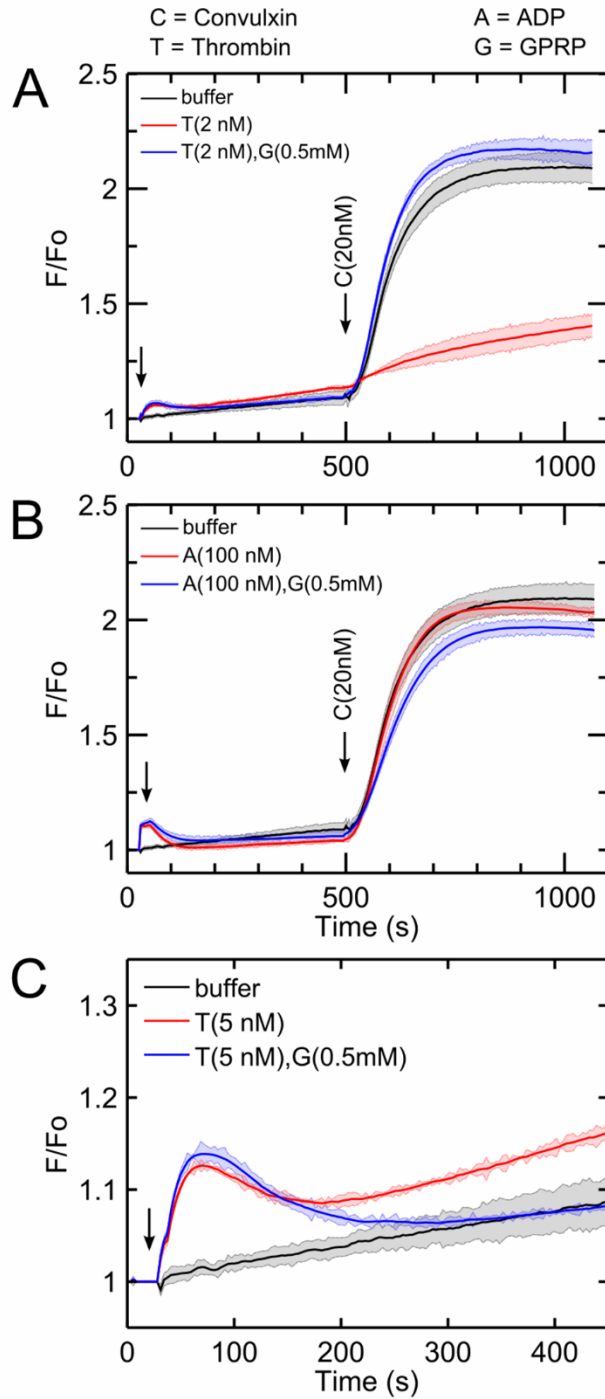 C = Convulxin A = ADP
T = Thrombin G = GPRP
A
2.5
2
1.5
1
F/Fo
buffer
T(2 nM)
T(2 nM),G(0.5mM)
C(20nM)
0 500 1000
B
2.5
2
1.5
1
F/Fo
buffer
A(100 nM)
A(100 nM),G(0.5mM)
C(20nM)
0 500 1000
Time (s)
C
1.3
1.2
1.1
1
F/Fo
buffer
T(5 nM)
T(5 nM),G(0.5mM)
0 100 200 300 400
Time (s)